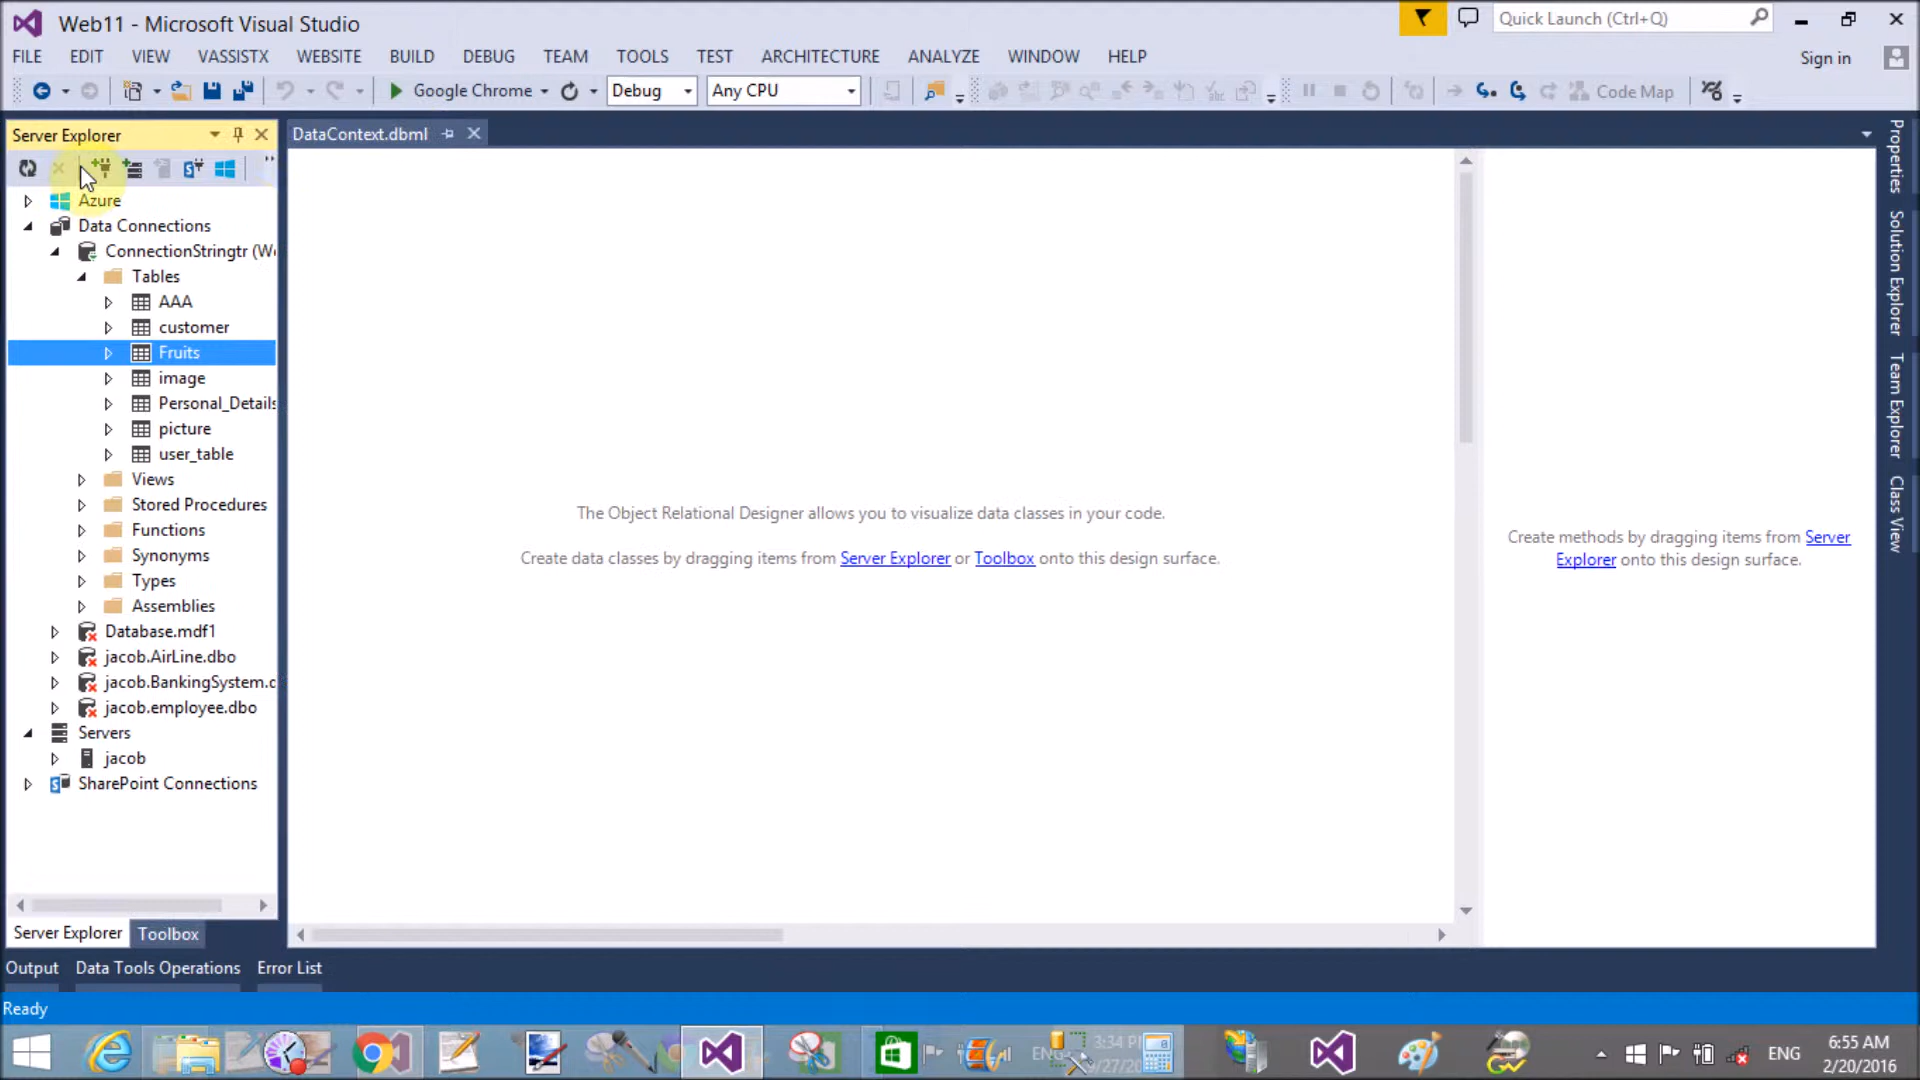 Web11 - Microsoft Visual Studio
Quick Launch (Ctrl+Q)
FILE EDIT VIEW VASSISTX WEBSITE BUILD DEBUG TEAM TOOLS TEST ARCHITECTURE ANALYZE WINDOW HELP
Sign in
Google Chrome Debug Any CPU Code Map
Server Explorer
DataContext.dbml
Azure
Data Connections
ConnectionStringtr (W
Tables
AAA
customer
Fruits
image
Personal_Details
picture
user_table
Views
Stored Procedures
Functions
Synonyms
Types
Assemblies
Database.mdf1
jacob.AirLine.dbo
jacob.BankingSystem.
jacob.employee.dbo
Servers
jacob
SharePoint Connections
The Object Relational Designer allows you to visualize data classes in your code.
Create data classes by dragging items from Server Explorer or Toolbox onto this design surface.
Create methods by dragging items from Server
Explorer onto this design surface.
Properties
Solution Explorer
Team Explorer
Class View
Server Explorer Toolbox
Output Data Tools Operations Error List
Ready
ENG
6:55 AM
2/20/2016